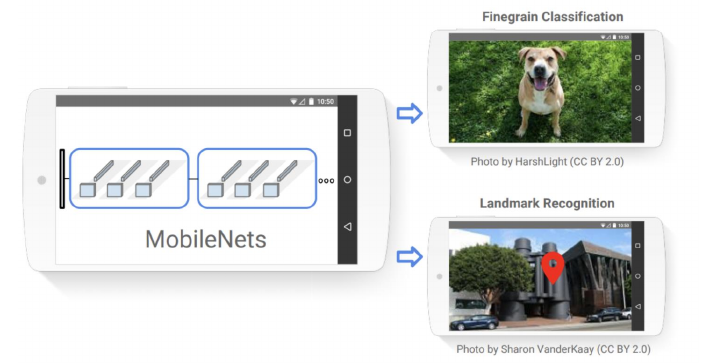 Finegrain Classification
10:50
10:50
Photo by HarshLight (CC BY 2.0)
MobileNets
Landmark Recognition
10:50
Photo by Sharon VanderKaay (CC BY 2.0)